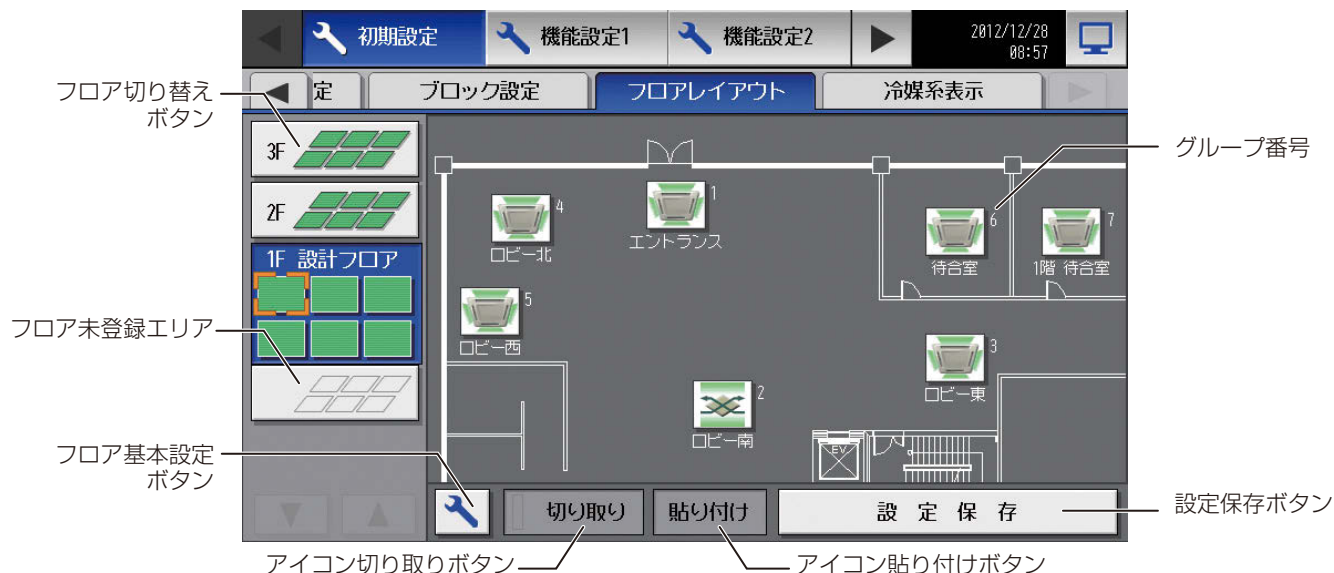 初期設定
機能設定1
機能設定2
2012/12/28
08:57
定
ブロック設定
フロアレイアウト
冷媒系表示
フロア切り替え
ボタン
3F
2F
1F 設計フロア
フロア未登録エリア
フロア基本設定
ボタン
4
ロビー北
1
エントランス
6
待合室
7
1階 待合室
グループ番号
5
ロビー西
3
ロビー東
2
ロビー南
EV
切り取り
貼り付け
設定保存
設定保存ボタン
アイコン切り取りボタン
アイコン貼り付けボタン